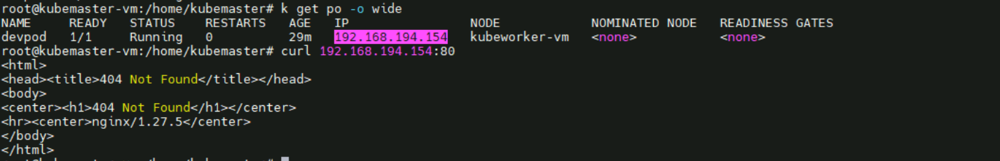 root@kubemaster-vm:/home/kubemaster# k get po -o wide
NAME READY STATUS RESTARTS AGE IP NODE NOMINATED NODE READINESS GATES
devpod 1/1 Running 0 29m 192.168.194.154 kubeworker-vm <none> <none>
root@kubemaster-vm:/home/kubemaster# curl 192.168.194.154:80
<html>
<head><title>404 Not Found</title></head>
<body>
<center><h1>404 Not Found</h1></center>
<hr><center>nginx/1.27.5</center>
</body>
</html>